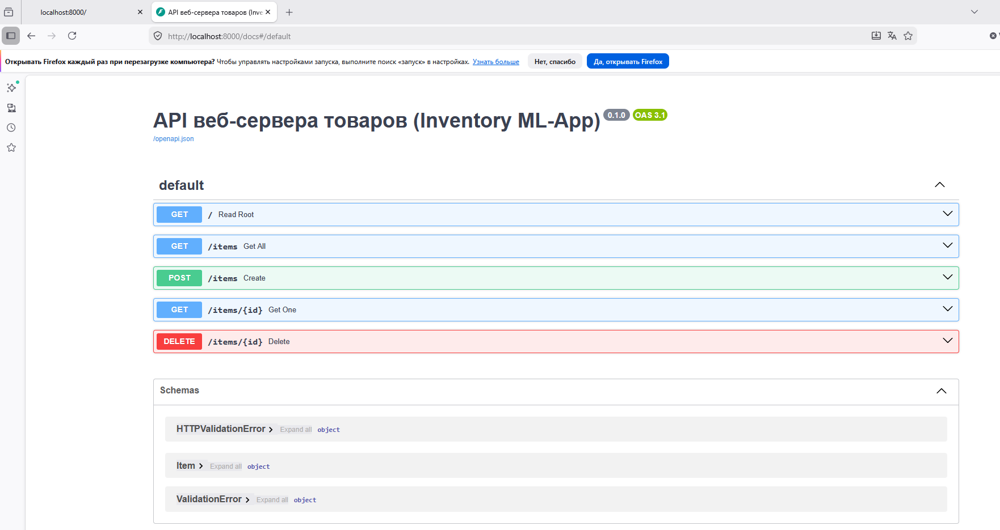 localhost:8000/
API веб-сервера товаров (Inve
http://localhost:8000/docs#/default
Открывать Firefox каждый раз при перезагрузке компьютера? Чтобы управлять настройками запуска, выполните поиск «запуск» в настройках. Узнать больше
Нет, спасибо
Да, открывать Firefox
API веб-сервера товаров (Inventory ML-App) 0.1.0 OAS 3.1
/openapi.json
default
GET / Read Root
GET /items Get All
POST /items Create
GET /items/{id} Get One
DELETE /items/{id} Delete
Schemas
HTTPValidationError Expand all object
Item Expand all object
ValidationError Expand all object